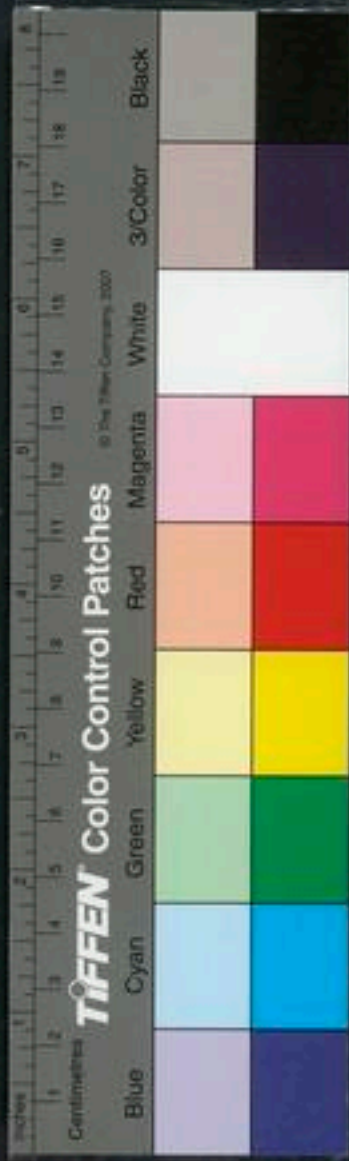 Inches 1 2 3 4 5 6 7 8
Centimetres 1 2 3 4 5 6 7 8 9 10 11 12 13 14 15 16 17 18 19
TIFFEN® Color Control Patches © The Tiffen Company, 2007
Blue Cyan Green Yellow Red Magenta White 3/Color Black